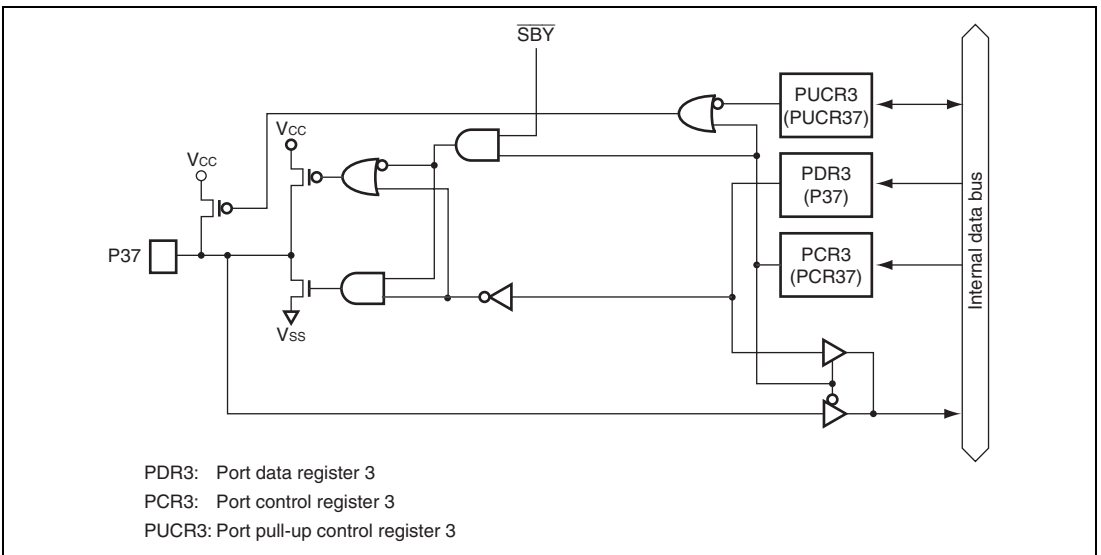 SBY
PUCR3
(PUCR37)
VCC
VCC
PDR3
(P37)
P37
PCR3
(PCR37)
Internal data bus
VSS
PDR3: Port data register 3
PCR3: Port control register 3
PUCR3: Port pull-up control register 3